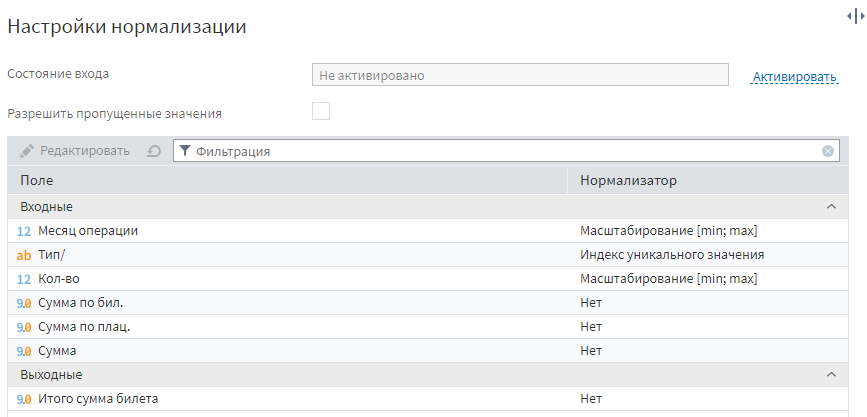 Настройки нормализации
Состояние входа Не активировано Активировать
Разрешить пропущенные значения
Редактировать Фильтрация
Поле Нормализатор
Входные
12 Месяц операции Масштабирование [min; max]
ab Тип/ Индекс уникального значения
12 Кол-во Масштабирование [min; max]
9.0 Сумма по бил. Нет
9.0 Сумма по плац. Нет
9.0 Сумма Нет
Выходные
9.0 Итого сумма билета Нет